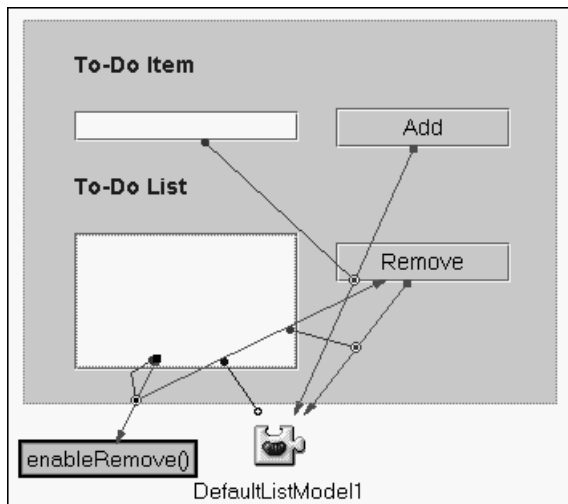 To-Do Item
Add
To-Do List
Remove
enableRemove()
DefaultListModel1